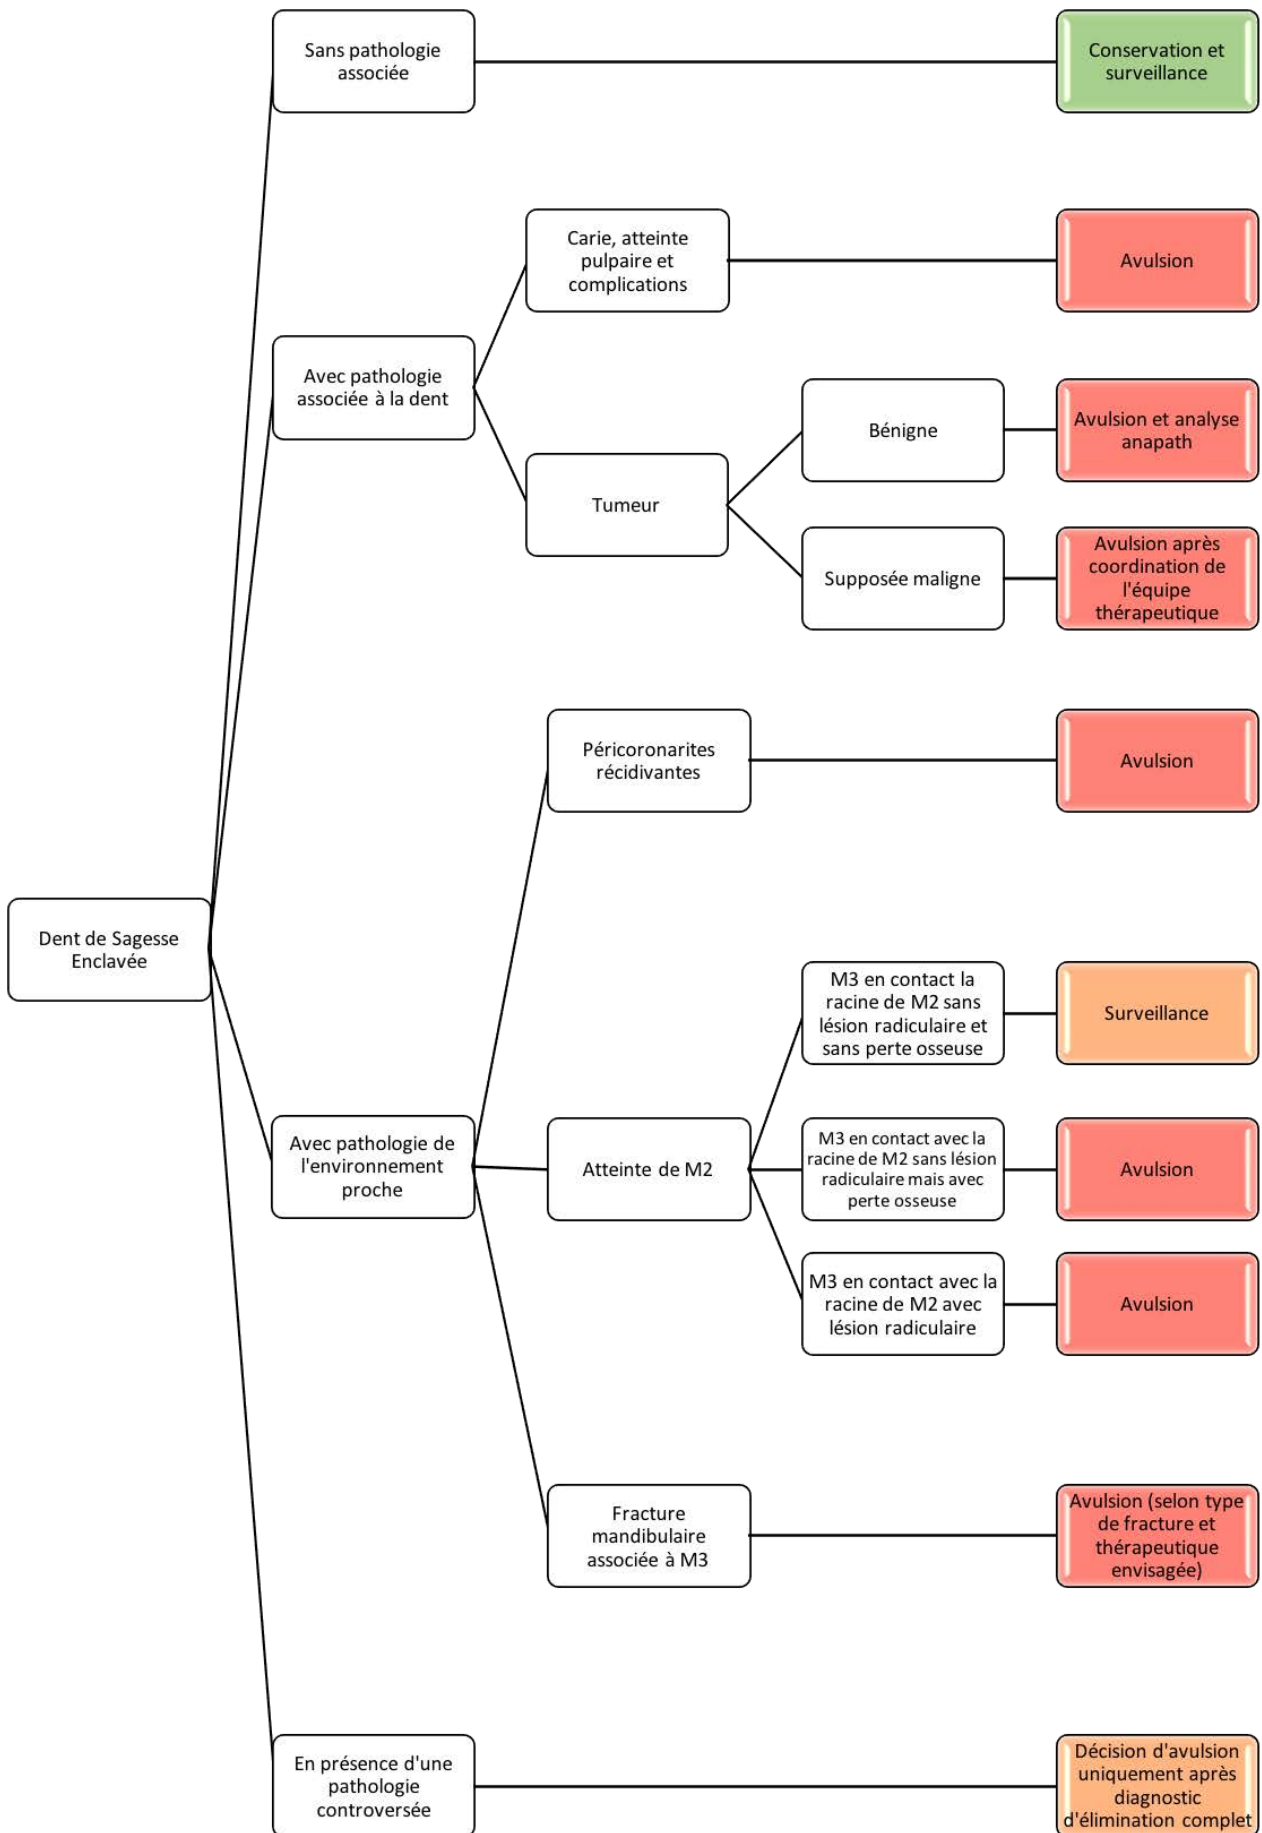 Sans pathologie
associée
Conservation et
surveillance
Carie, atteinte
pulpaire et
complications
Avulsion
Avec pathologie
associée à la dent
Bénigne
Avulsion et analyse
anapath
Tumeur
Supposée maligne
Avulsion après
coordination de
l'équipe
thérapeutique
Péricoronarites
récidivantes
Avulsion
Dent de Sagesse
Enclavée
M3 en contact la
racine de M2 sans
lésion radiculaire et
sans perte osseuse
Surveillance
Avec pathologie de
l'environnement
proche
Atteinte de M2
M3 en contact avec la
racine de M2 sans lésion
radiculaire mais avec
perte osseuse
Avulsion
M3 en contact avec la
racine de M2 avec
lésion radiculaire
Avulsion
Fracture
mandibulaire
associée à M3
Avulsion (selon type
de fracture et
thérapeutique
envisagée)
En présence d'une
pathologie
controversée
Décision d'avulsion
uniquement après
diagnostic
d'élimination complet